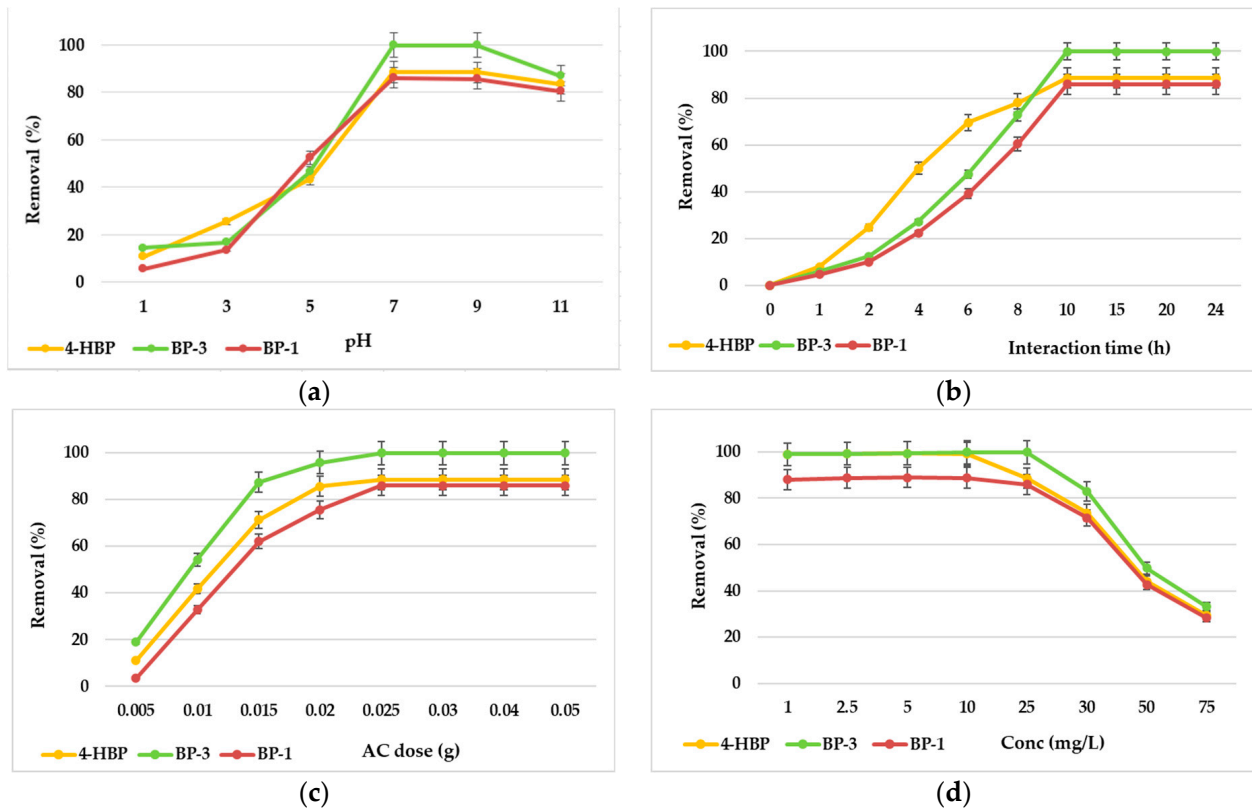 100
80
60
40
20
0
Removal (%)
1 3 5 7 9 11
pH
4-HBP BP-3 BP-1
(a)
100
80
60
40
20
0
Removal (%)
0 1 2 4 6 8 10 15 20 24
4-HBP BP-3 BP-1
Interaction time (h)
(b)
100
80
60
40
20
0
Removal (%)
0.005 0.01 0.015 0.02 0.025 0.03 0.04 0.05
4-HBP BP-3 BP-1
AC dose (g)
(c)
100
80
60
40
20
0
Removal (%)
1 2.5 5 10 25 30 50 75
4-HBP BP-3 BP-1
Conc (mg/L)
(d)